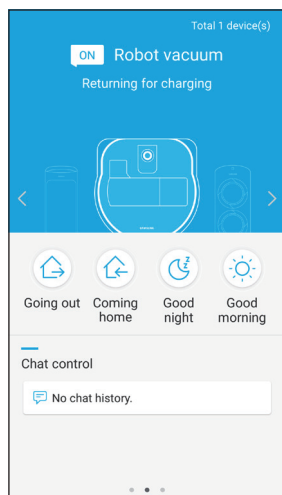 Total 1 device(s)
ON Robot vacuum
Returning for charging
SAMSUNG
Going out
Coming
home
Good
night
Good
morning
Chat control
No chat history.